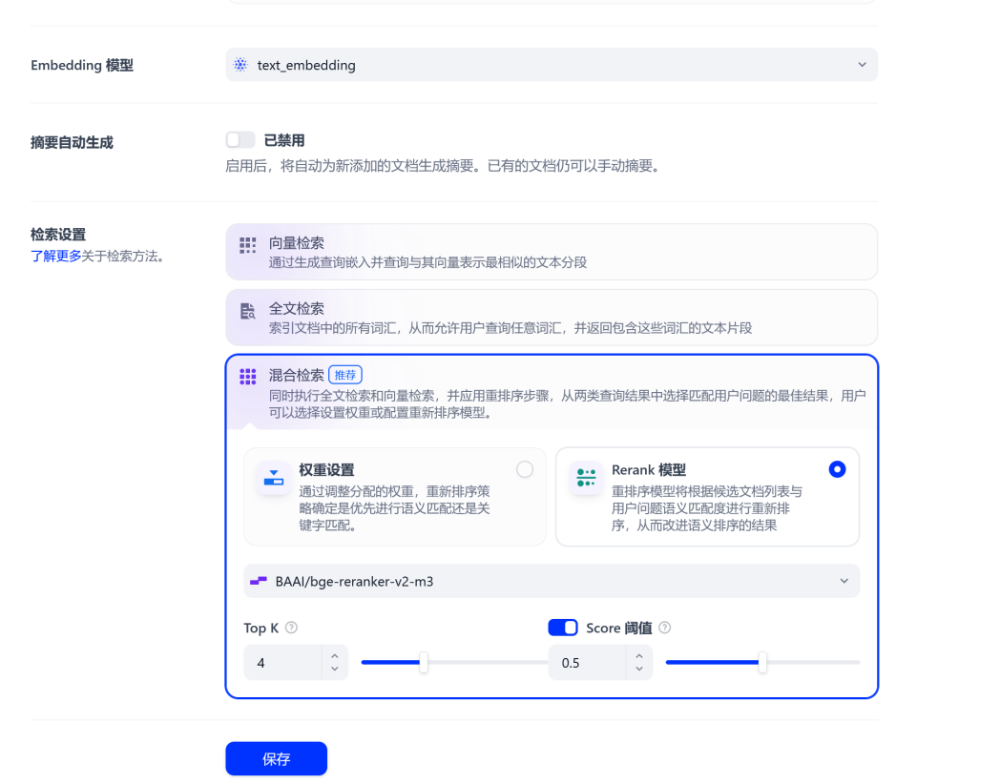 Embedding 模型
text_embedding
摘要自动生成
已禁用
启用后，将自动为新添加的文档生成摘要。已有的文档仍可以手动摘要。
检索设置
了解更多关于检索方法。
向量检索
通过生成查询嵌入并查询与其向量表示最相似的文本分段
全文检索
索引文档中的所有词汇，从而允许用户查询任意词汇，并返回包含这些词汇的文本片段
混合检索 推荐
同时执行全文检索和向量检索，并应用重排序步骤，从两类查询结果中选择匹配用户问题的最佳结果，用户
可以选择设置权重或配置重新排序模型。
权重设置
通过调整分配的权重，重新排序策
略确定是优先进行语义匹配还是关
键字匹配。
Rerank 模型
重排序模型将根据候选文档列表与
用户问题语义匹配度进行重新排
序，从而改进语义排序的结果
BAAI/bge-reranker-v2-m3
Top K
Score 阈值
4
0.5
保存